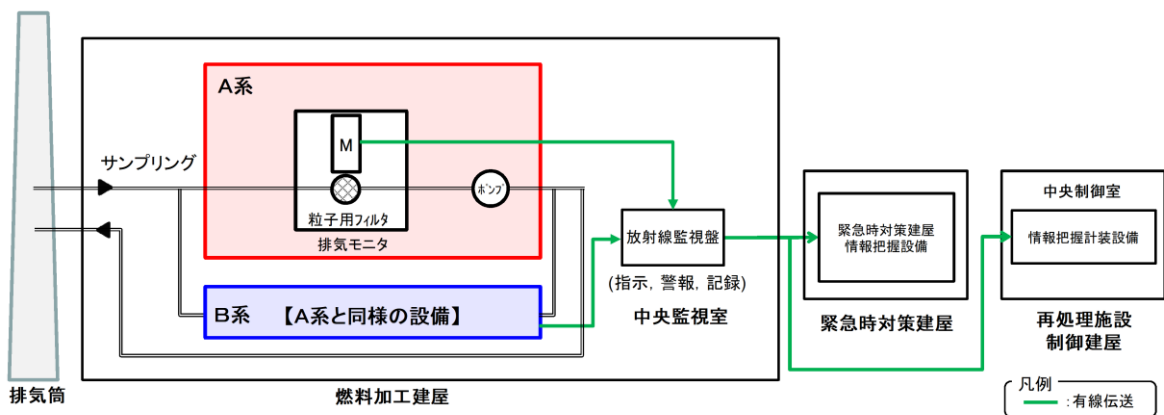 A系
M
サンプリング
ポンプ
粒子用フィルタ
排気モニタ
B系 【A系と同様の設備】
放射線監視盤
(指示, 警報, 記録)
中央監視室
緊急時対策建屋
情報把握設備
緊急時対策建屋
中央制御室
情報把握計装設備
再処理施設
制御建屋
排気筒
燃料加工建屋
凡例
:有線伝送